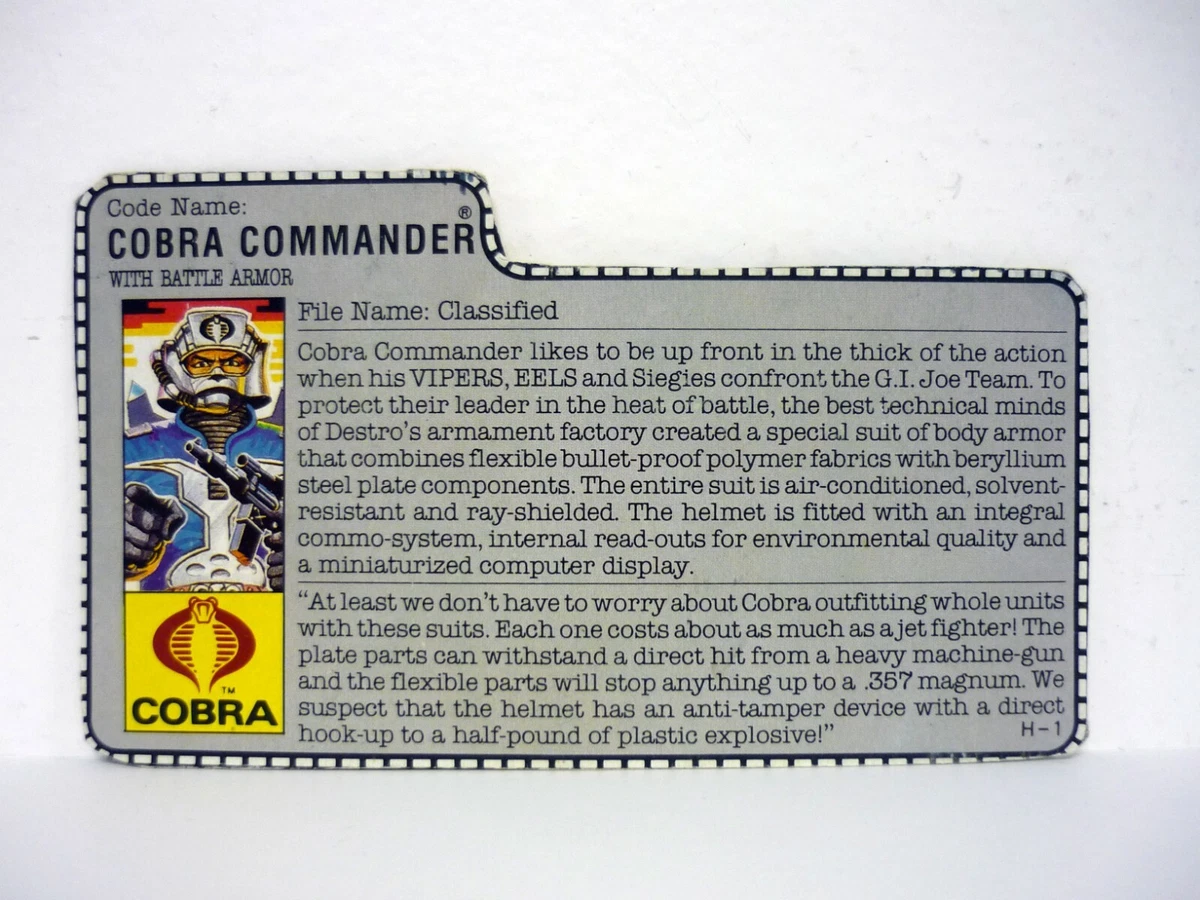 Code Name:
COBRA COMMANDER®
WITH BATTLE ARMOR
File Name: Classified
Cobra Commander likes to be up front in the thick of the action
when his VIPERS, EELS and Siegies confront the G.I. Joe Team. To
protect their leader in the heat of battle, the best technical minds
of Destro's armament factory created a special suit of body armor
that combines flexible bullet-proof polymer fabrics with beryllium
steel plate components. The entire suit is air-conditioned, solvent-
resistant and ray-shielded. The helmet is fitted with an integral
commo-system, internal read-outs for environmental quality and
a miniaturized computer display.
"At least we don't have to worry about Cobra outfitting whole units
with these suits. Each one costs about as much as a jet fighter! The
plate parts can withstand a direct hit from a heavy machine-gun
and the flexible parts will stop anything up to a .357 magnum. We
suspect that the helmet has an anti-tamper device with a direct
hook-up to a half-pound of plastic explosive!"
H-1
TM
COBRA